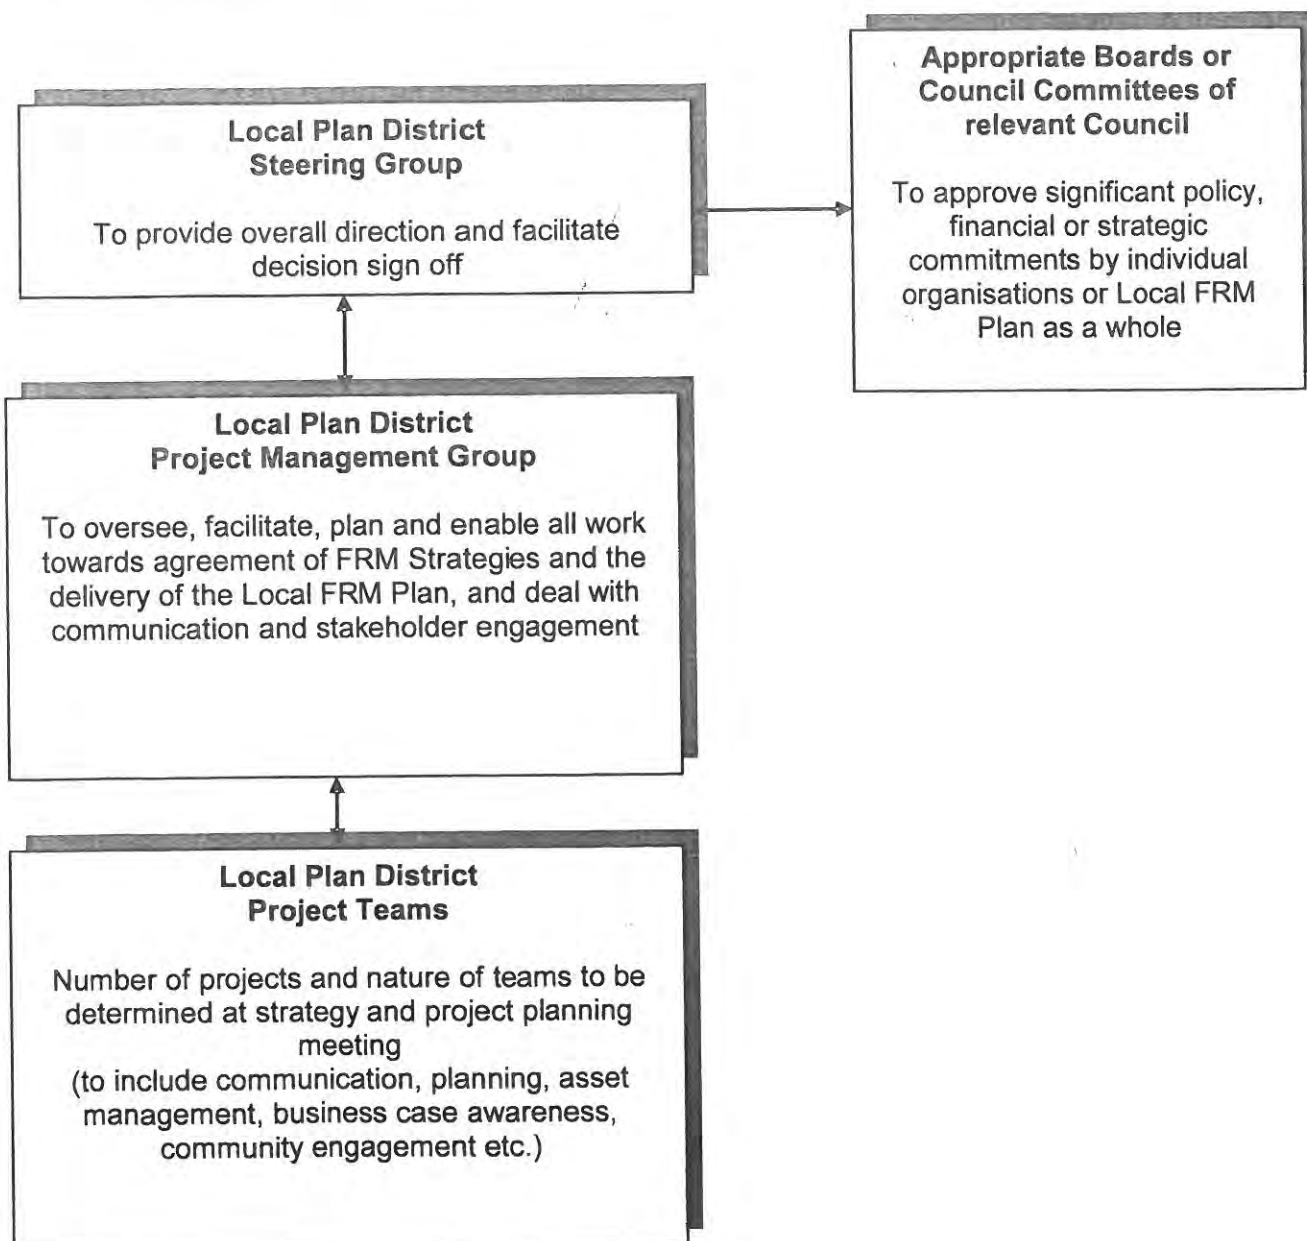 Local Plan District
Steering Group
To provide overall direction and facilitate
decision sign off
Appropriate Boards or
Council Committees of
relevant Council
To approve significant policy,
financial or strategic
commitments by individual
organisations or Local FRM
Plan as a whole
Local Plan District
Project Management Group
To oversee, facilitate, plan and enable all work
towards agreement of FRM Strategies and the
delivery of the Local FRM Plan, and deal with
communication and stakeholder engagement
Local Plan District
Project Teams
Number of projects and nature of teams to be
determined at strategy and project planning
meeting
(to include communication, planning, asset
management, business case awareness,
community engagement etc.)